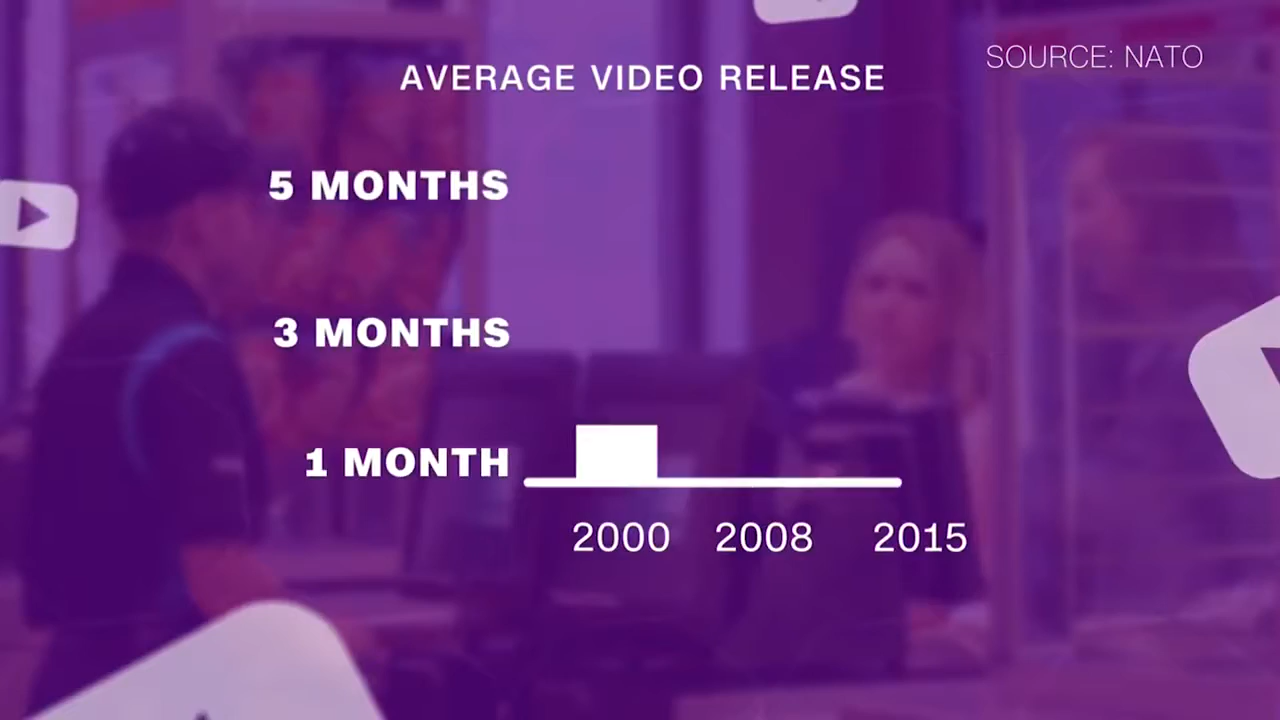 SOURCE: NATO
AVERAGE VIDEO RELEASE
5 MONTHS
3 MONTHS
1 MONTH
2000 2008 2015